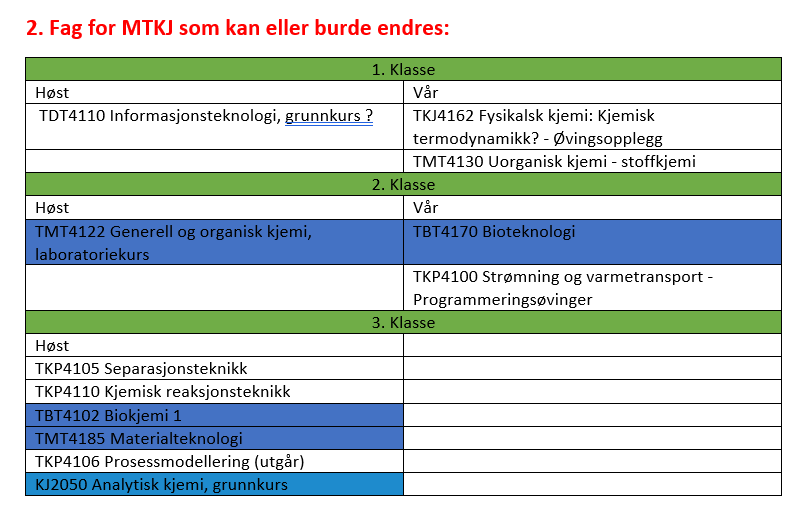 2. Fag for MTKJ som kan eller burde endres:
1. Klasse
Høst
Vår
TDT4110 Informasjonsteknologi, grunnkurs ?
TKJ4162 Fysikalsk kjemi: Kjemisk
termodynamikk? - Øvingsopplegg
TMT4130 Uorganisk kjemi - stoffkjemi
2. Klasse
Høst
Vår
TMT4122 Generell og organisk kjemi,
laboratoriekurs
TBT4170 Bioteknologi
TKP4100 Strømning og varmetransport -
Programmeringsøvinger
3. Klasse
Høst
TKP4105 Separasjonsteknikk
TKP4110 Kjemisk reaksjonsteknikk
TBT4102 Biokjemi 1
TMT4185 Materialteknologi
TKP4106 Prosessmodellering (utgår)
KJ2050 Analytisk kjemi, grunnkurs